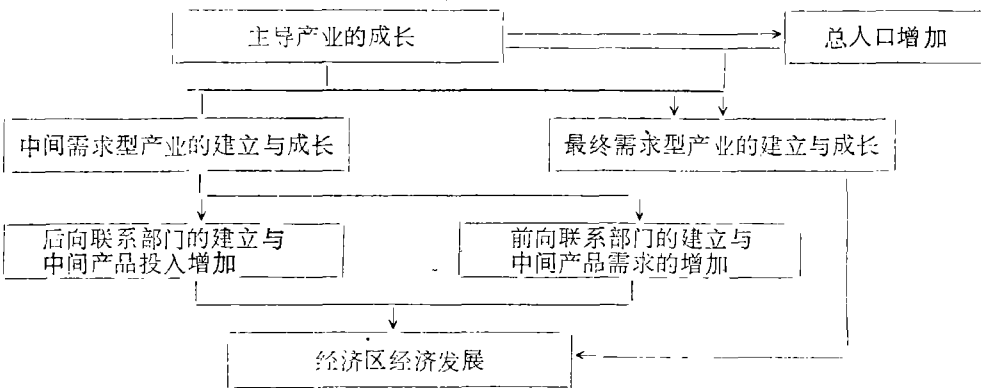 主导产业的成长
总人口增加
中间需求型产业的建立与成长
最终需求型产业的建立与成长
后向联系部门的建立与
中间产品投入增加
前向联系部门的建立与
中间产品需求的增加
经济区经济发展